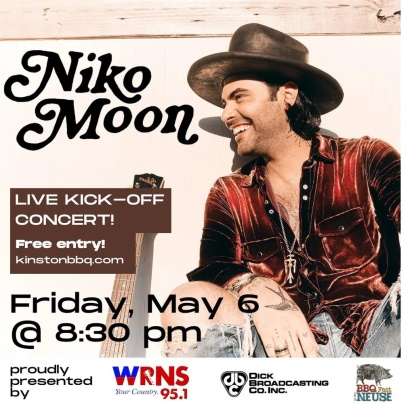 Niko
Moon
LIVE KICK-OFF
CONCERT!
Free entry!
kinstonbbq.com
Friday, May 6
@ 8:30 pm
proudly
presented
by
WRNS
Your Country. 95.1
DBC
DICK
BROADCASTING
CO. INC.
BBQ Fest
NEUSE